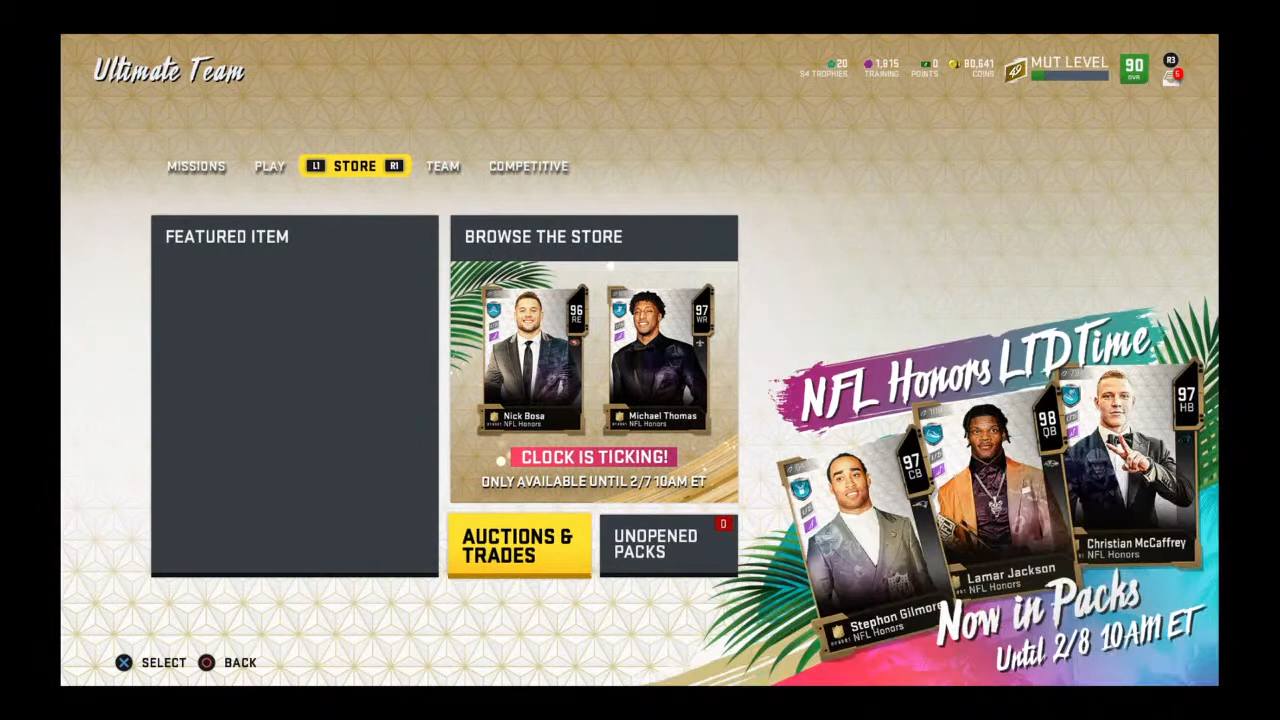 Ultimate Team
20
S4 TROPHIES
1,815
TRAINING
0
POINTS
80,641
COINS
49
MUT LEVEL
90
OVR
R3
5
MISSIONS
PLAY
L1 STORE R1
TEAM
COMPETITIVE
FEATURED ITEM
BROWSE THE STORE
96
RE
Nick Bosa
NFL Honors
97
WR
Michael Thomas
NFL Honors
CLOCK IS TICKING!
ONLY AVAILABLE UNTIL 2/7 10AM ET
AUCTIONS &
TRADES
UNOPENED
PACKS
0
NFL Honors LTD Time
97
CB
Stephon Gilmore
NFL Honors
98
QB
Lamar Jackson
NFL Honors
97
HB
Christian McCaffrey
NFL Honors
Now in Packs
Until 2/8 10AM ET
SELECT
BACK